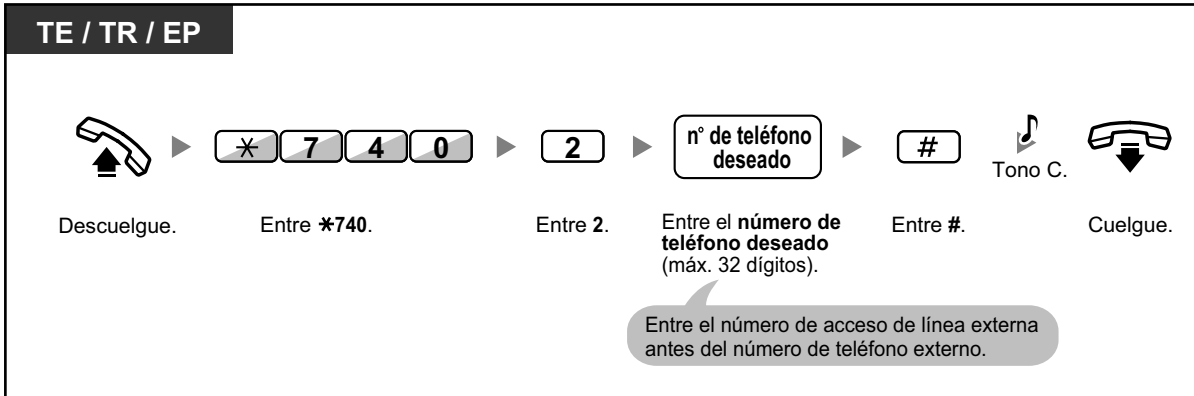 TE / TR / EP
✳ 7 4 0
2
n° de teléfono
deseado
#
Tono C.
Descuelgue.
Entre ✳740.
Entre 2.
Entre el número de
teléfono deseado
(máx. 32 dígitos).
Entre #.
Cuelgue.
Entre el número de acceso de línea externa
antes del número de teléfono externo.